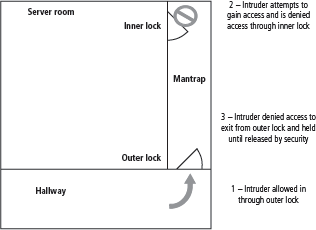 Server room
Inner lock
Mantrap
Outer lock
Hallway
2 – Intruder attempts to
gain access and is denied
access through inner lock
3 – Intruder denied access to
exit from outer lock and held
until released by security
1 – Intruder allowed in
through outer lock